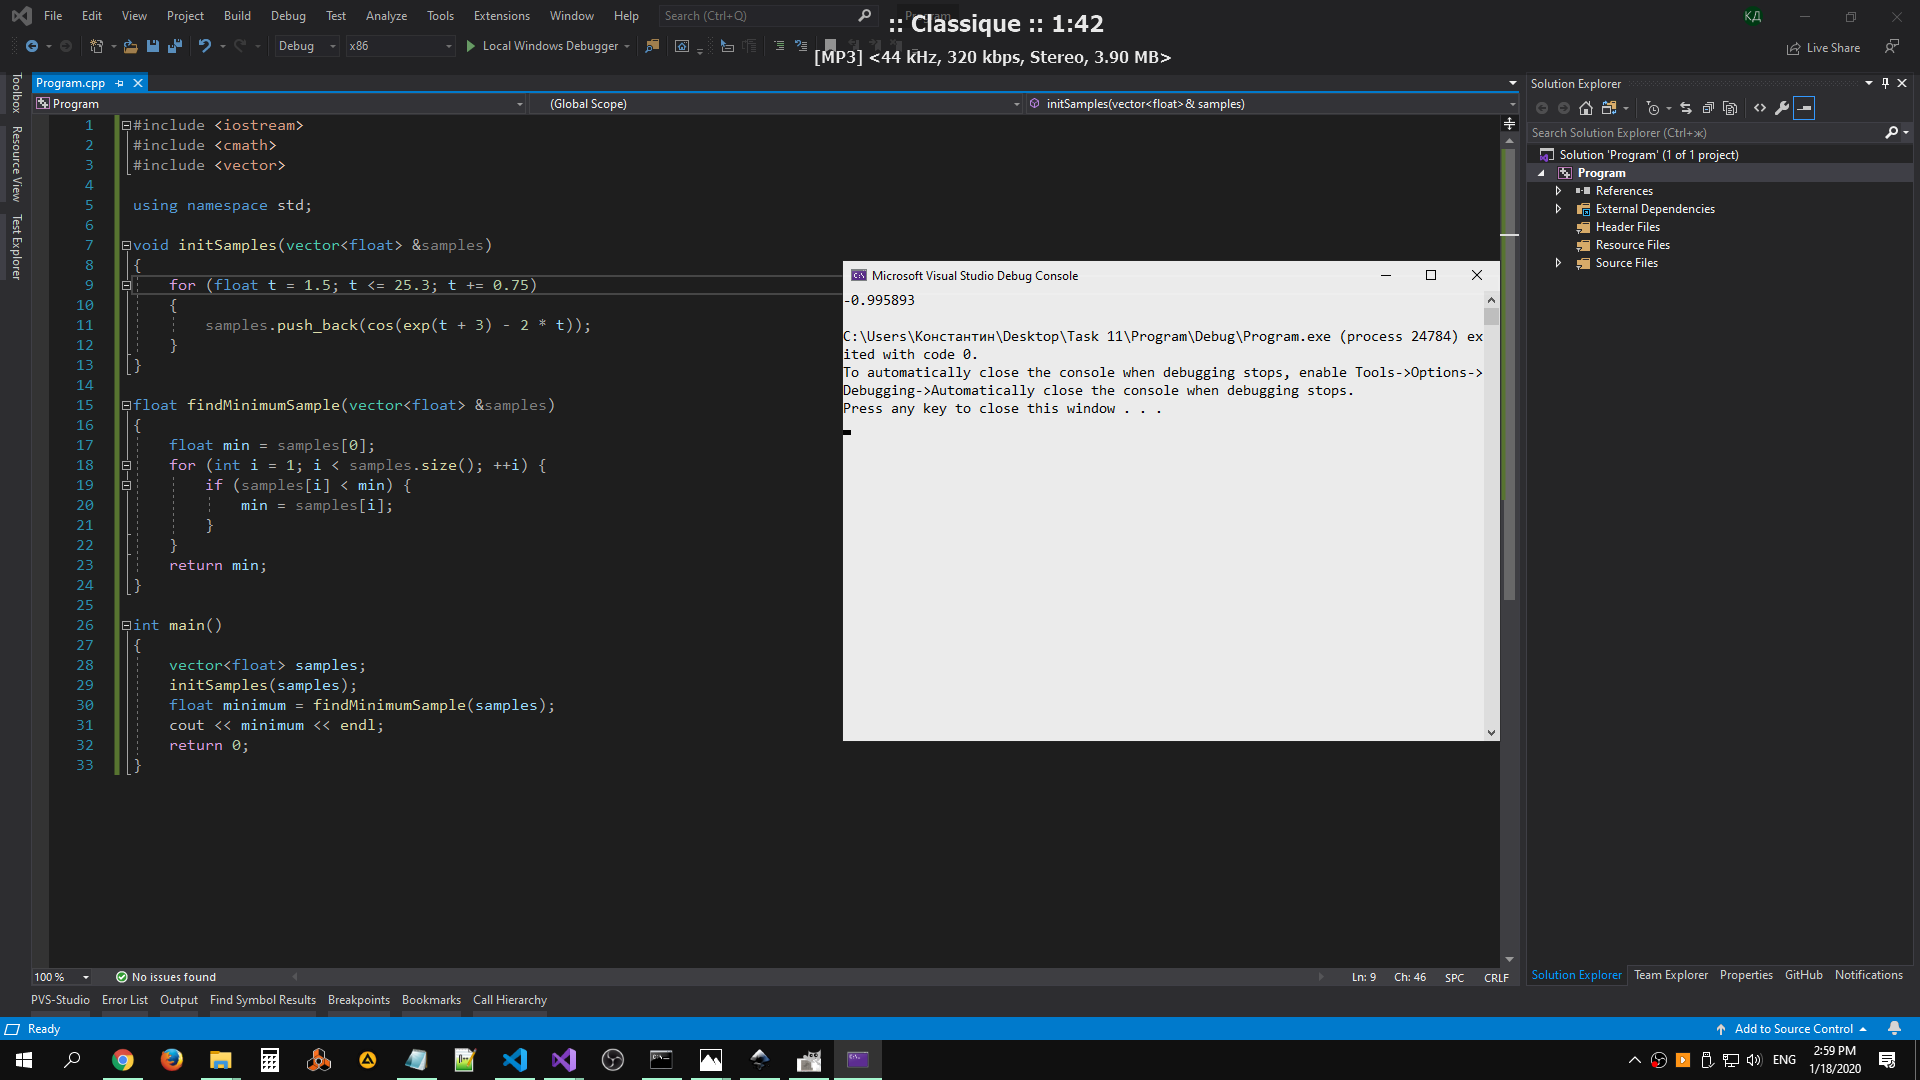 File Edit View Project Build Debug Test Analyze Tools Extensions Window Help Search (Ctrl+Q) КД
:: Classique :: 1:42
[MP3] <44 kHz, 320 kbps, Stereo, 3.90 MB>
Debug x86 Local Windows Debugger Live Share
Toolbox
Resource View
Test Explorer
Program.cpp
Program (Global Scope) initSamples(vector<float>& samples)
1 #include <iostream>
2 #include <cmath>
3 #include <vector>
4
5 using namespace std;
6
7 void initSamples(vector<float> &samples)
8 {
9 for (float t = 1.5; t <= 25.3; t += 0.75)
10 {
11 samples.push_back(cos(exp(t + 3) - 2 * t));
12 }
13 }
14
15 float findMinimumSample(vector<float> &samples)
16 {
17 float min = samples[0];
18 for (int i = 1; i < samples.size(); ++i) {
19 if (samples[i] < min) {
20 min = samples[i];
21 }
22 }
23 return min;
24 }
25
26 int main()
27 {
28 vector<float> samples;
29 initSamples(samples);
30 float minimum = findMinimumSample(samples);
31 cout << minimum << endl;
32 return 0;
33 }
Microsoft Visual Studio Debug Console
-0.995893
C:\Users\Константин\Desktop\Task 11\Program\Debug\Program.exe (process 24784) ex
ited with code 0.
To automatically close the console when debugging stops, enable Tools->Options->
Debugging->Automatically close the console when debugging stops.
Press any key to close this window . . .
Solution Explorer
Search Solution Explorer (Ctrl+ж)
Solution 'Program' (1 of 1 project)
Program
References
External Dependencies
Header Files
Resource Files
Source Files
100 % No issues found Ln: 9 Ch: 46 SPC CRLF
Solution Explorer Team Explorer Properties GitHub Notifications
PVS-Studio Error List Output Find Symbol Results Breakpoints Bookmarks Call Hierarchy
Ready Add to Source Control
ENG
2:59 PM
1/18/2020